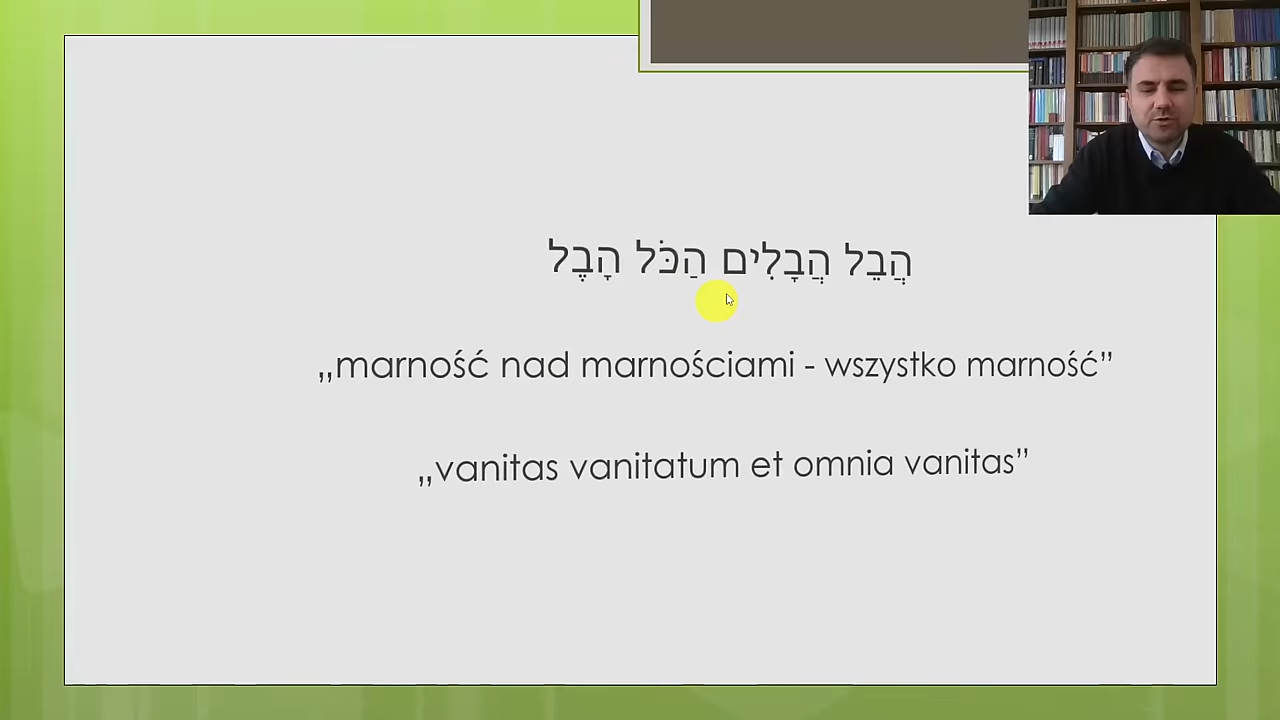 הֲבֵל הֲבָלִים הַכֹּל הָבֶל
„marność nad marnościami - wszystko marność”
„vanitas vanitatum et omnia vanitas”